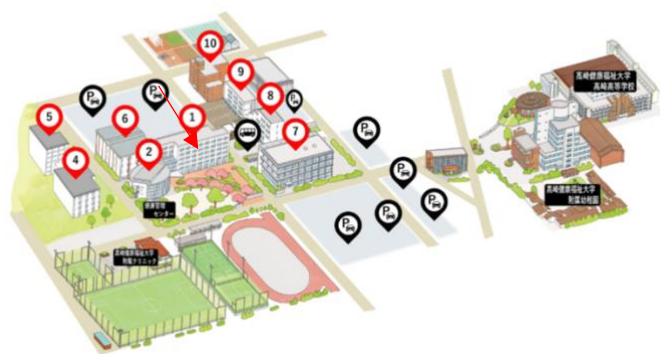 10
9
8
5
6
1
7
4
2
P
P
P
P
P
P
P
P
高崎健康福祉大学
高崎高等学校
高崎健康福祉大学
附属幼稚園
健康管理
センター
高崎健康福祉大学
附属クリニック